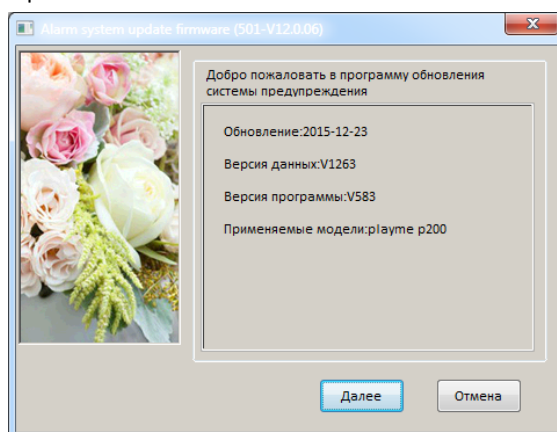 Alarm system update firmware (501-V12.0.06)
Добро пожаловать в программу обновления
системы предупреждения
Обновление:2015-12-23
Версия данных:V1263
Версия программы:V583
Применяемые модели:playme p200
Далее
Отмена